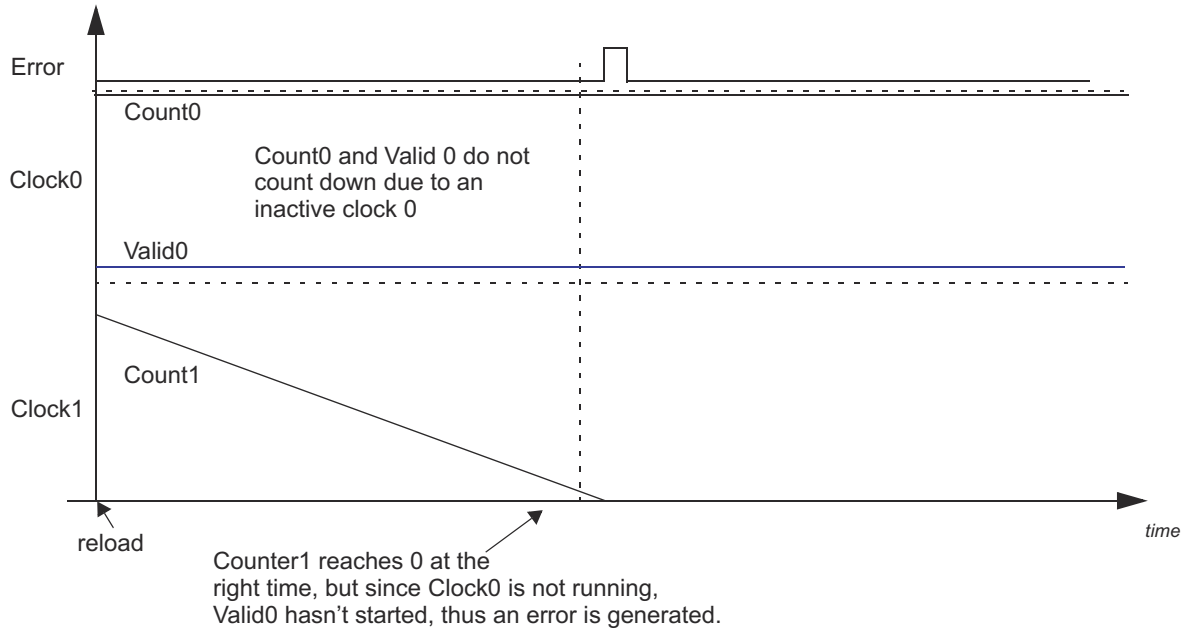 Error
Count0
Count0 and Valid 0 do not
count down due to an
inactive clock 0
Clock0
Valid0
Count1
Clock1
reload
time
Counter1 reaches 0 at the
right time, but since Clock0 is not running,
Valid0 hasn't started, thus an error is generated.